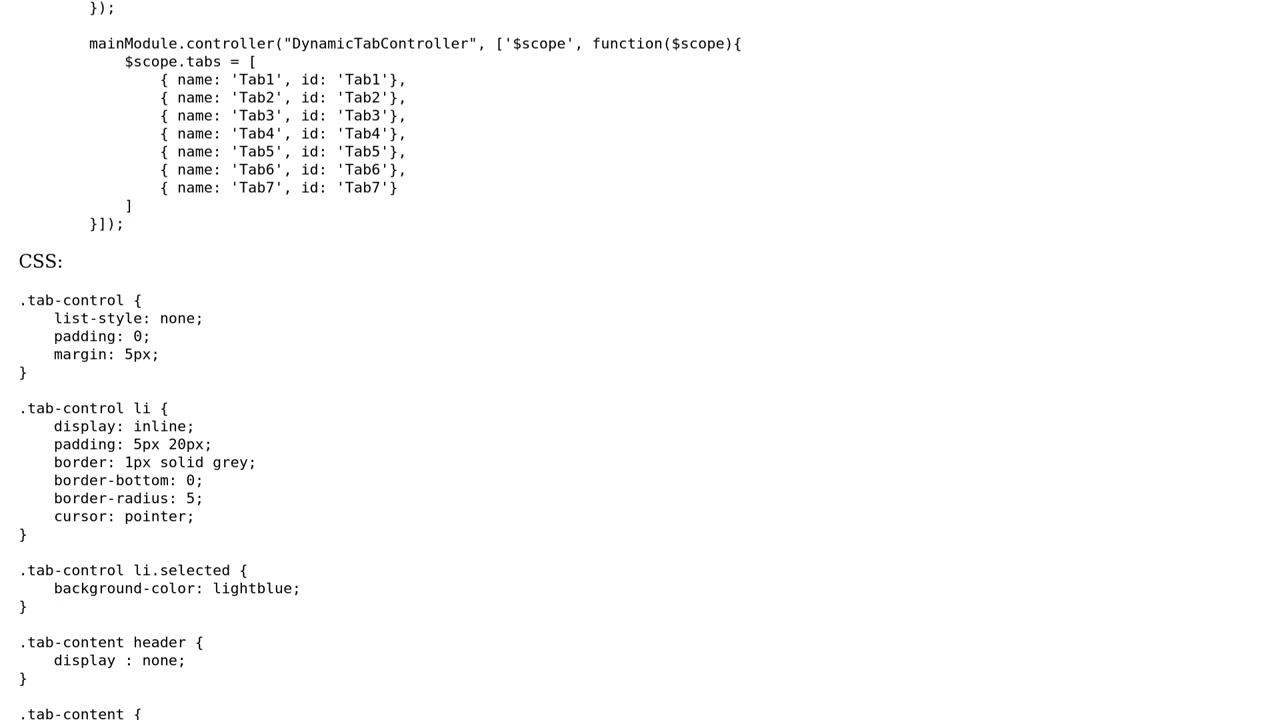 });

        mainModule.controller("DynamicTabController", ['$scope', function($scope){
            $scope.tabs = [
                { name: 'Tab1', id: 'Tab1'},
                { name: 'Tab2', id: 'Tab2'},
                { name: 'Tab3', id: 'Tab3'},
                { name: 'Tab4', id: 'Tab4'},
                { name: 'Tab5', id: 'Tab5'},
                { name: 'Tab6', id: 'Tab6'},
                { name: 'Tab7', id: 'Tab7'}
            ]
        }]);

CSS:

.tab-control {
    list-style: none;
    padding: 0;
    margin: 5px;
}

.tab-control li {
    display: inline;
    padding: 5px 20px;
    border: 1px solid grey;
    border-bottom: 0;
    border-radius: 5;
    cursor: pointer;
}

.tab-control li.selected {
    background-color: lightblue;
}

.tab-content header {
    display : none;
}

.tab-content {